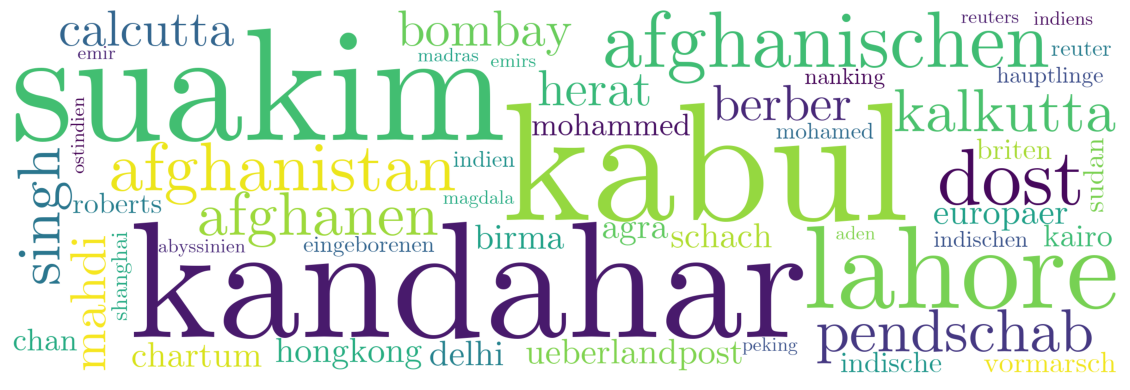 calcutta
emir
suakim
bombay
madras
emirs
afghanischen
reuters
indiens
reuter
nanking
hauptlinge
herat
berber
kalkutta
mohammed
mohamed
ostindien
kabul
singh
afghanistan
indien
dost
briten
sudan
roberts
magdala
afghanen
europaer
shanghai
abyssinien
eingeborenen
birma
agra
schach
aden
indischen
kairo
mahdi
kandahar
lahore
chan
chartum
hongkong
delhi
ueberlandpost
peking
pendschab
indische
vormarsch